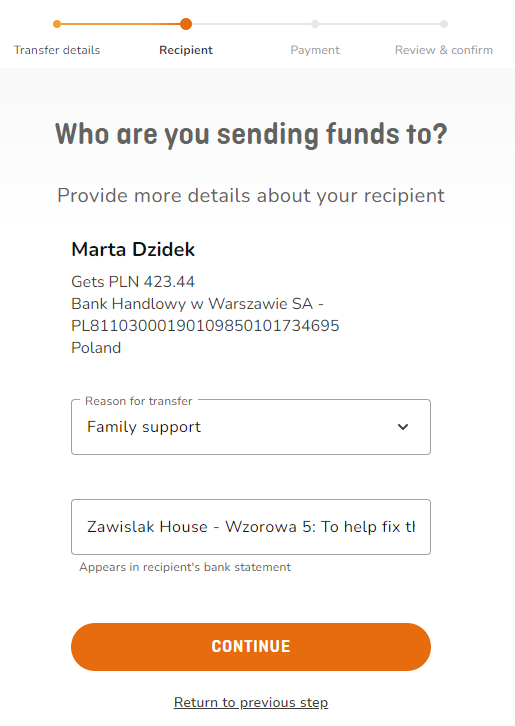 Transfer details Recipient Payment Review & confirm
Who are you sending funds to?
Provide more details about your recipient
Marta Dzidek
Gets PLN 423.44
Bank Handlowy w Warszawie SA -
PL81103000190109850101734695
Poland
Reason for transfer
Family support
Zawislak House - Wzorowa 5: To help fix
Appears in recipient's bank statement
CONTINUE
Return to previous step